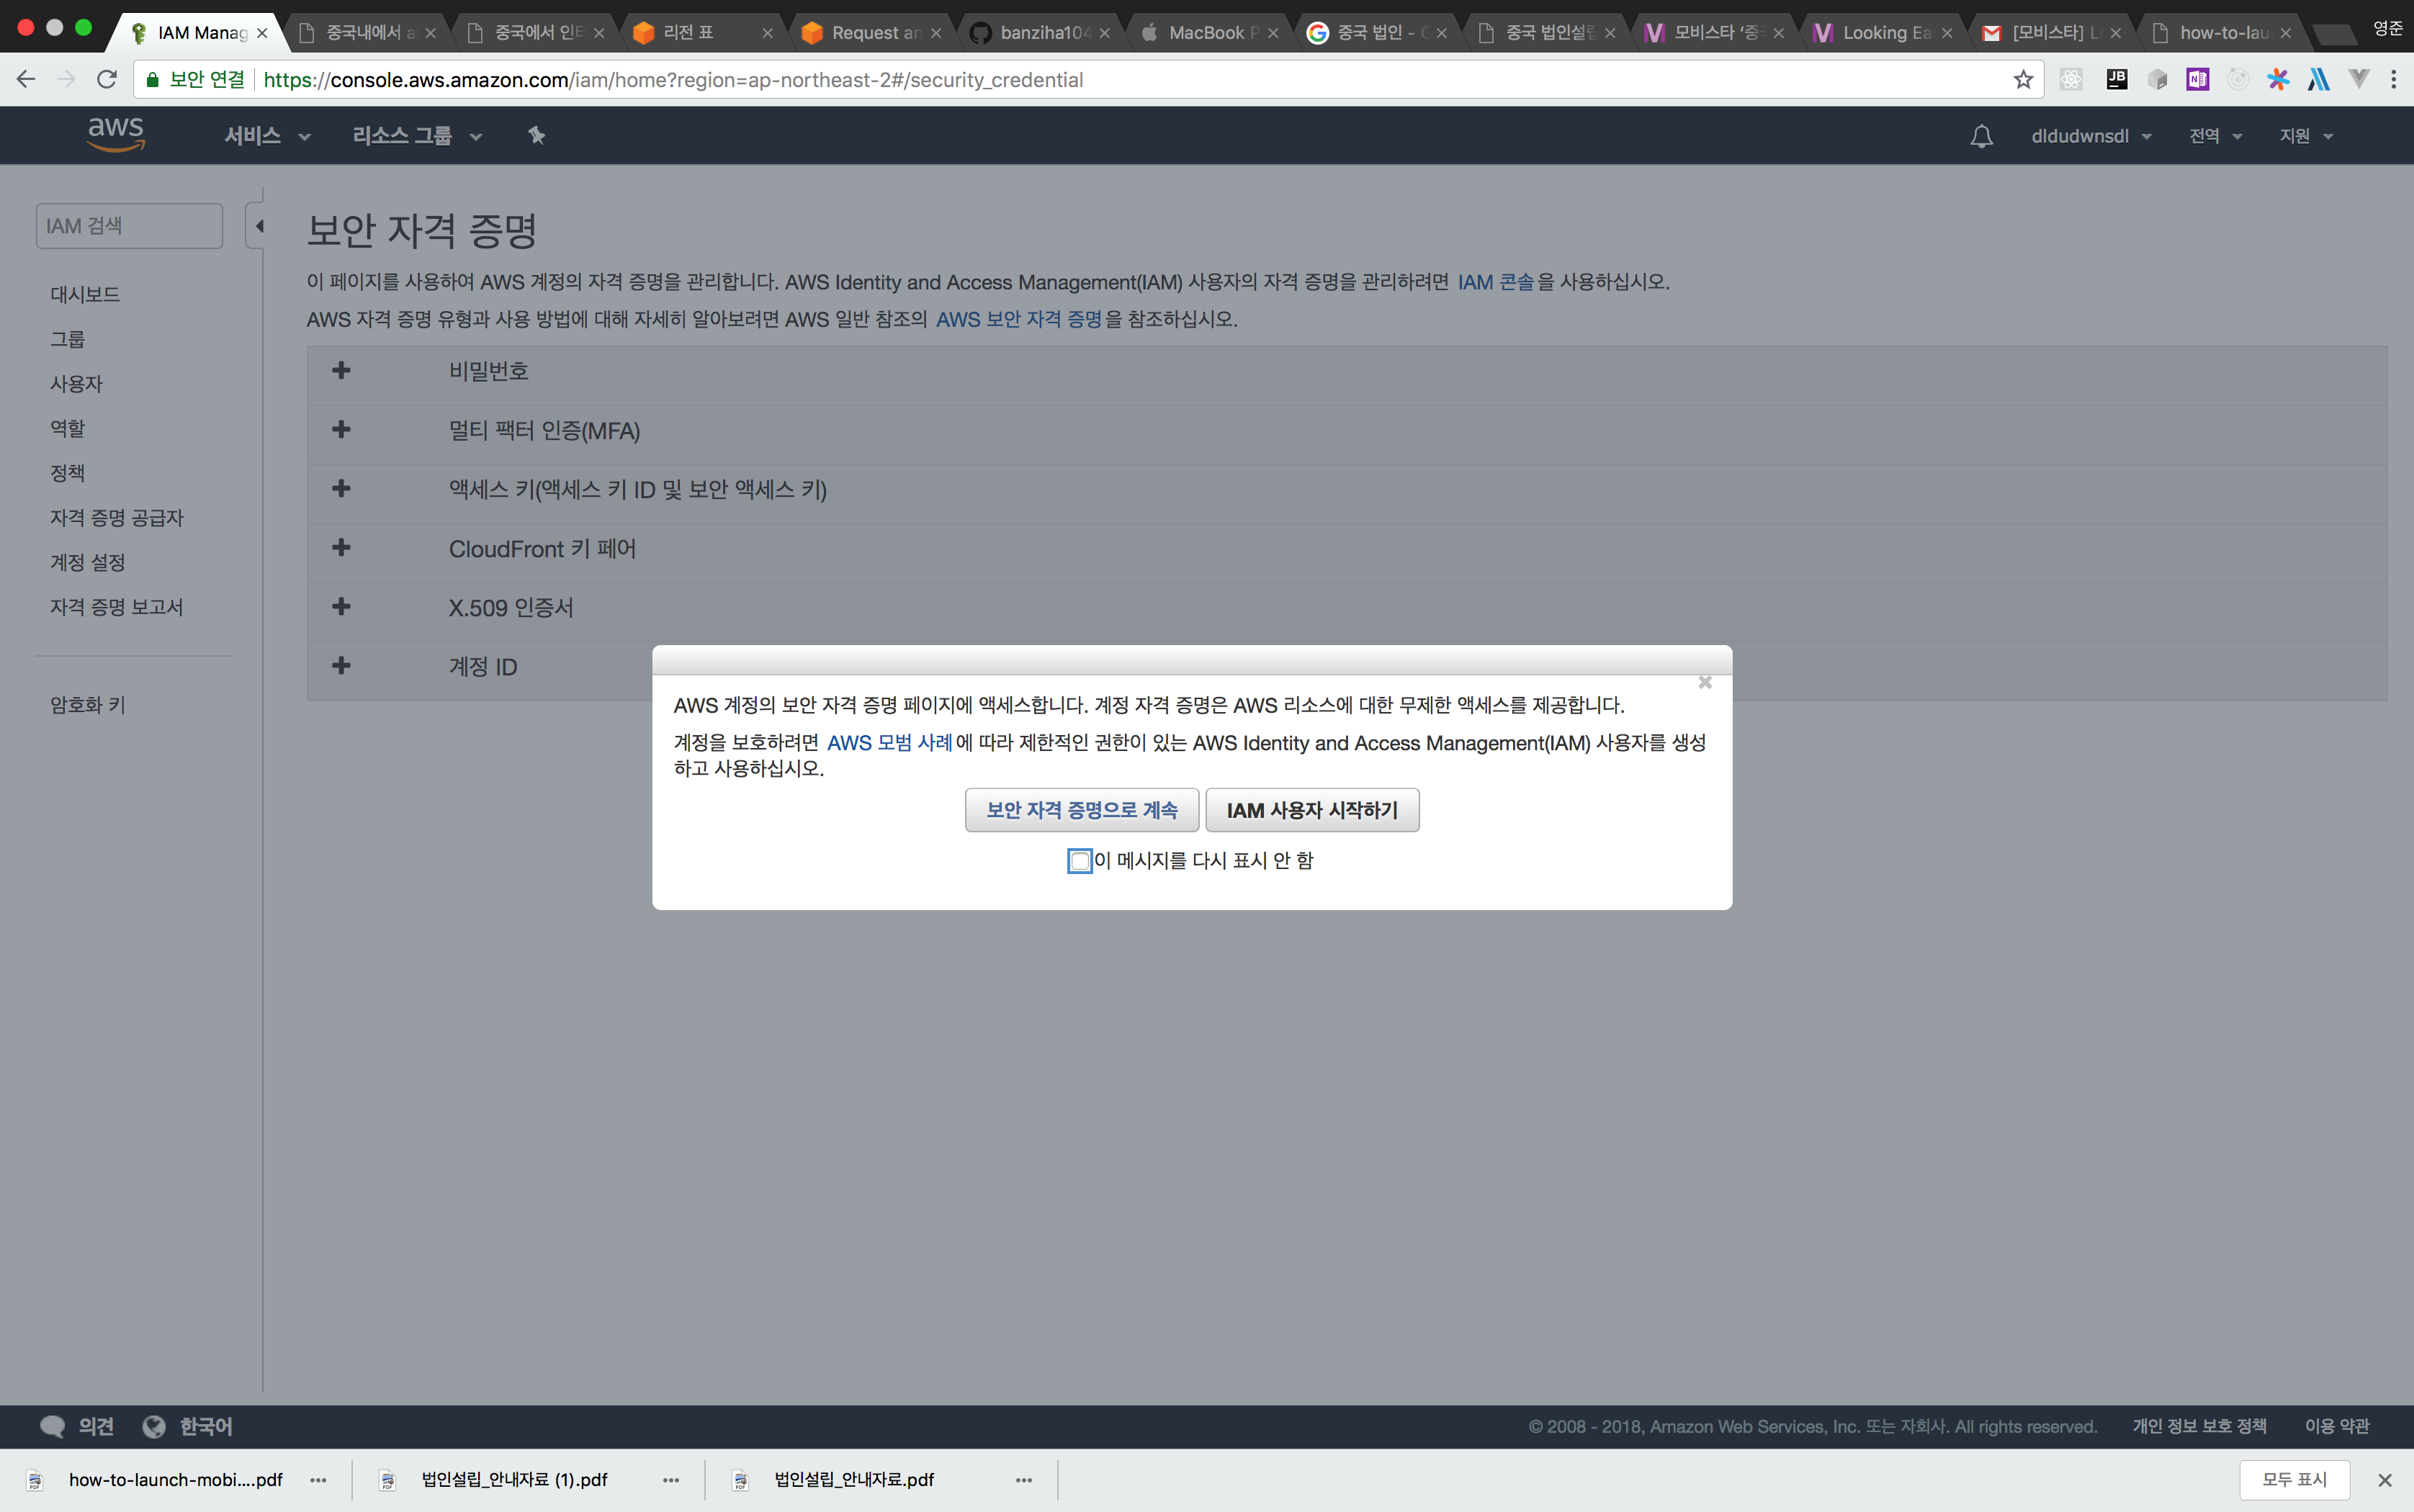 IAM Manag
중국내에서 a
중국에서 인터
리전 표
Request an
banziha104
MacBook P
중국 법인 - G
중국 법인설립
모비스타 '중국
Looking Ea
[모비스타] L
how-to-lau
영준
보안 연결
https://console.aws.amazon.com/iam/home?region=ap-northeast-2#/security_credential
aws
서비스
리소스 그룹
dldudwnsdl
전역
지원
IAM 검색
대시보드
그룹
사용자
역할
정책
자격 증명 공급자
계정 설정
자격 증명 보고서
암호화 키
보안 자격 증명
이 페이지를 사용하여 AWS 계정의 자격 증명을 관리합니다. AWS Identity and Access Management(IAM) 사용자의 자격 증명을 관리하려면 IAM 콘솔을 사용하십시오.
AWS 자격 증명 유형과 사용 방법에 대해 자세히 알아보려면 AWS 일반 참조의 AWS 보안 자격 증명을 참조하십시오.
비밀번호
멀티 팩터 인증(MFA)
액세스 키(액세스 키 ID 및 보안 액세스 키)
CloudFront 키 페어
X.509 인증서
계정 ID
AWS 계정의 보안 자격 증명 페이지에 액세스합니다. 계정 자격 증명은 AWS 리소스에 대한 무제한 액세스를 제공합니다.
계정을 보호하려면 AWS 모범 사례에 따라 제한적인 권한이 있는 AWS Identity and Access Management(IAM) 사용자를 생성
하고 사용하십시오.
보안 자격 증명으로 계속
IAM 사용자 시작하기
이 메시지를 다시 표시 안 함
의견
한국어
© 2008 - 2018, Amazon Web Services, Inc. 또는 자회사. All rights reserved.
개인 정보 보호 정책
이용 약관
how-to-launch-mobi....pdf
법인설립_안내자료 (1).pdf
법인설립_안내자료.pdf
모두 표시